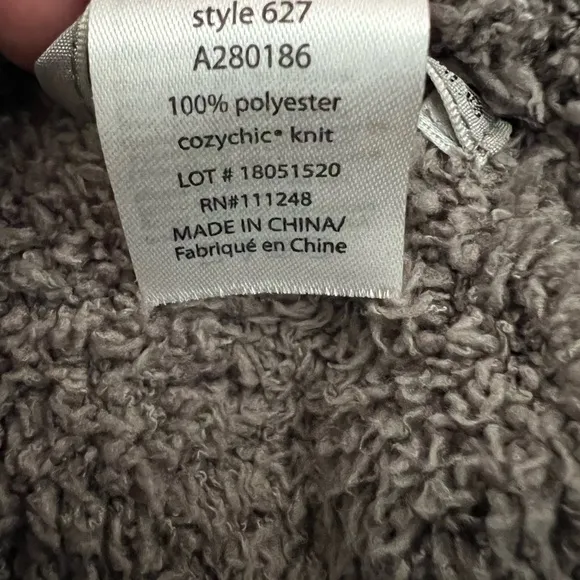 style 627
A280186
100% polyester
cozychic® knit
LOT # 18051520
RN#111248
MADE IN CHINA/
Fabriqué en Chine